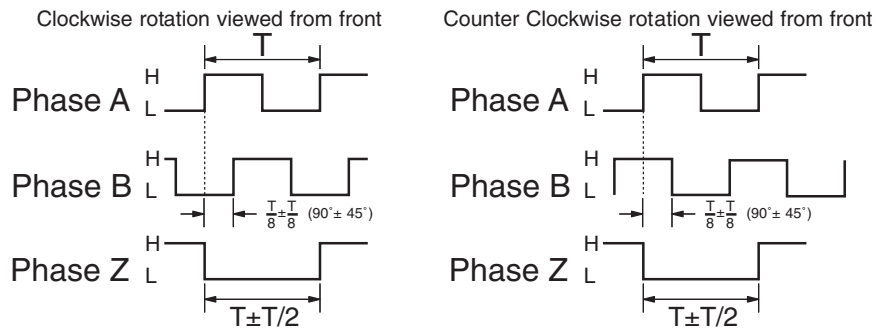 Clockwise rotation viewed from front
T
Phase A H L
Phase B H L
T/8 ± T/8 (90°± 45°)
Phase Z H L
T±T/2
Counter Clockwise rotation viewed from front
T
Phase A H L
Phase B H L
T/8 ± T/8 (90°± 45°)
Phase Z H L
T±T/2